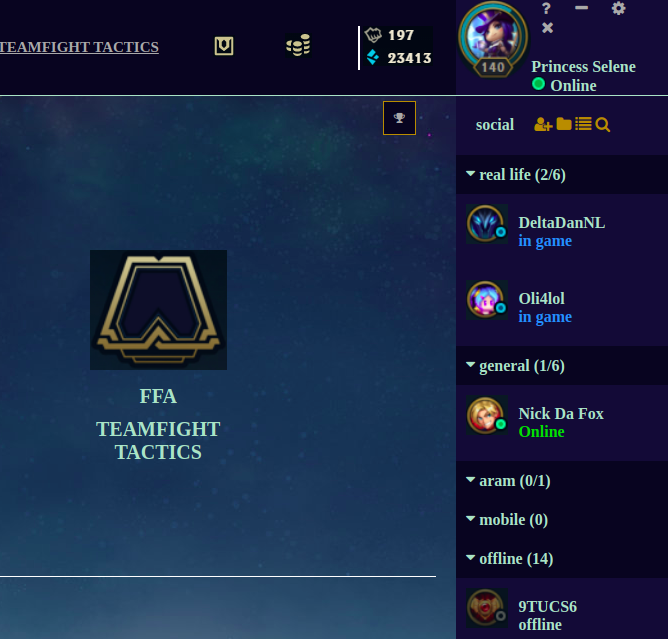 TEAMFIGHT TACTICS
197
23413
?
140
Princess Selene
Online
social
real life (2/6)
DeltaDanNL
in game
Oli4lol
in game
general (1/6)
Nick Da Fox
Online
aram (0/1)
mobile (0)
offline (14)
9TUCS6
offline
FFA
TEAMFIGHT
TACTICS